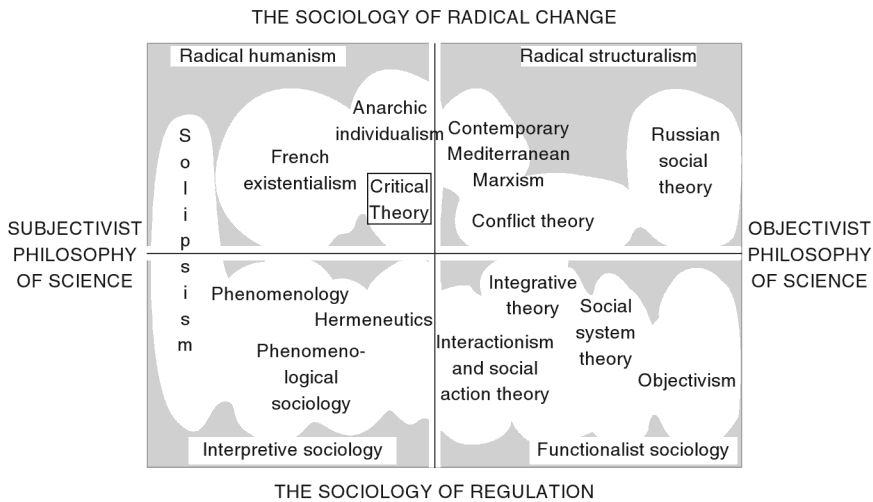 THE SOCIOLOGY OF RADICAL CHANGE
Radical humanism
Radical structuralism
Anarchic
individualism
French
existentialism
Critical
Theory
Contemporary
Mediterranean
Marxism
Conflict theory
Russian
social
theory
Solipsism
SUBJECTIVIST
PHILOSOPHY
OF SCIENCE
OBJECTIVIST
PHILOSOPHY
OF SCIENCE
Phenomenology
Hermeneutics
Phenomeno-
logical
sociology
Integrative
theory
Interactionism
and social
action theory
Social
system
theory
Objectivism
Interpretive sociology
Functionalist sociology
THE SOCIOLOGY OF REGULATION